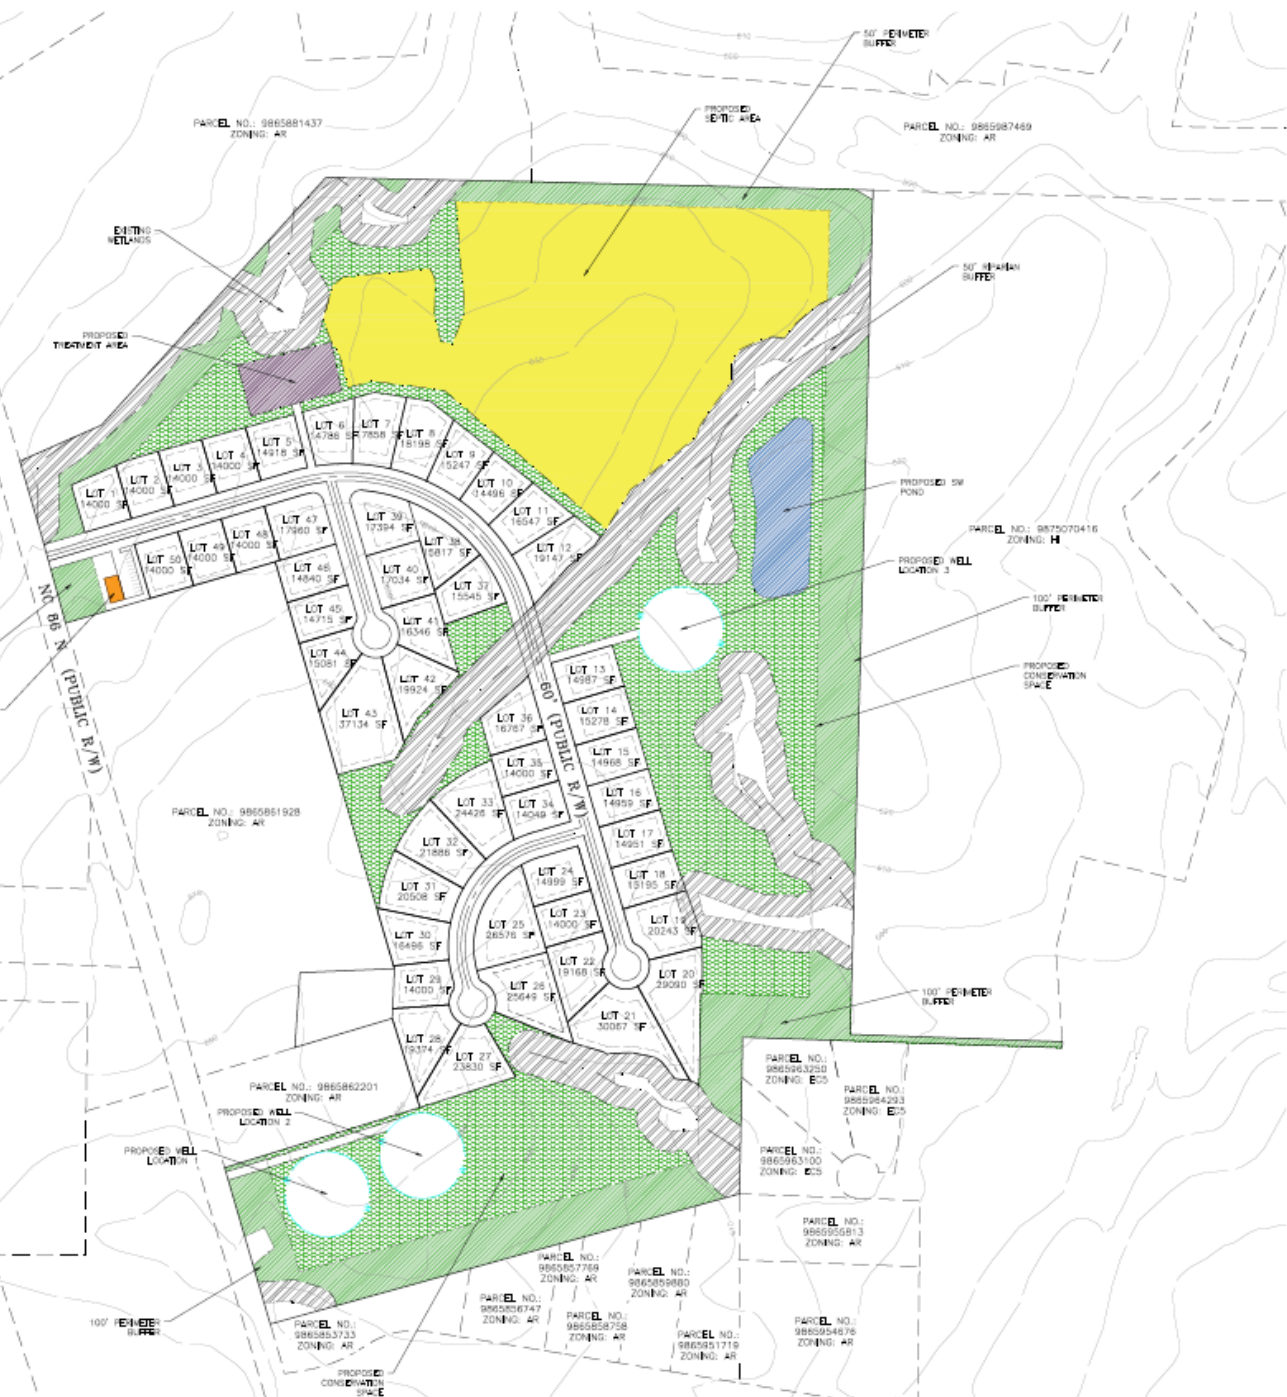 50' PERIMETER
BUFFER
PROPOSED
SEPTIC AREA
PARCEL NO.: 9865881437
ZONING: AR
PARCEL NO.: 9865987469
ZONING: AR
EXISTING
WETLANDS
50' RIPARIAN
BUFFER
PROPOSED
TREATMENT AREA
LOT 1
14000 SF
LOT 2
14000 SF
LOT 3
14000 SF
LOT 4
14000 SF
LOT 5
14918 SF
LOT 6
14786 SF
LOT 7
17858 SF
LOT 8
18198 SF
LOT 9
15247 SF
LOT 10
14496 SF
LOT 11
16547 SF
LOT 12
19147 SF
LOT 50
14000 SF
LOT 49
14000 SF
LOT 48
14000 SF
LOT 47
17960 SF
LOT 46
14840 SF
LOT 45
14715 SF
LOT 44
15081 SF
LOT 43
37134 SF
LOT 39
17394 SF
LOT 38
15817 SF
LOT 40
17034 SF
LOT 37
15545 SF
LOT 41
16346 SF
LOT 42
19924 SF
PROPOSED SW
POND
PARCEL NO.: 9875070416
ZONING: HI
PROPOSED WELL
LOCATION 3
100' PERIMETER
BUFFER
PROPOSED
CONSERVATION
SPACE
NC 86 N (PUBLIC R/W)
60' (PUBLIC R/W)
LOT 13
14987 SF
LOT 14
15278 SF
LOT 15
14968 SF
LOT 16
14959 SF
LOT 17
14951 SF
LOT 18
15195 SF
LOT 19
20243 SF
LOT 20
29090 SF
LOT 21
30067 SF
LOT 36
16767 SF
LOT 35
14000 SF
LOT 34
14049 SF
LOT 33
24426 SF
LOT 32
21886 SF
LOT 31
20508 SF
LOT 30
16496 SF
LOT 29
14000 SF
LOT 28
19374 SF
LOT 27
23830 SF
LOT 24
14999 SF
LOT 23
14000 SF
LOT 22
19168 SF
LOT 25
26576 SF
LOT 26
25649 SF
PARCEL NO.: 9865861928
ZONING: AR
100' PERIMETER
BUFFER
PARCEL NO.: 9865862201
ZONING: AR
PROPOSED WELL
LOCATION 2
PROPOSED WELL
LOCATION 1
PARCEL NO.:
9865963250
ZONING: EC5
PARCEL NO.:
9865964293
ZONING: EC5
PARCEL NO.:
9865963100
ZONING: EC5
PARCEL NO.:
9865955813
ZONING: AR
PARCEL NO.:
9865857769
ZONING: AR
PARCEL NO.:
9865859880
ZONING: AR
PARCEL NO.:
9865856747
ZONING: AR
PARCEL NO.:
9865858758
ZONING: AR
PARCEL NO.:
9865951719
ZONING: AR
PARCEL NO.:
9865954676
ZONING: AR
PARCEL NO.:
9865853733
ZONING: AR
100' PERIMETER
BUFFER
PROPOSED
CONSERVATION
SPACE